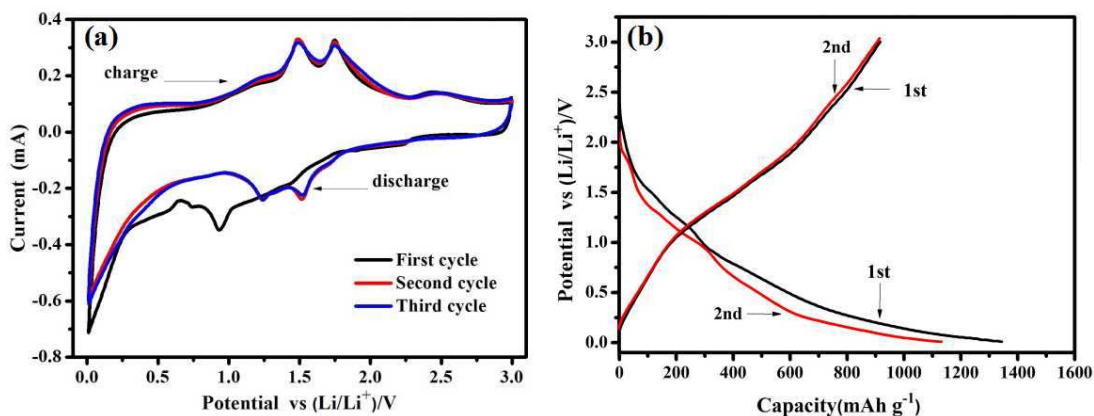 (a)
0.4
0.2
0.0
-0.2
-0.4
-0.6
-0.8
Current (mA)
charge
discharge
First cycle
Second cycle
Third cycle
0.0 0.5 1.0 1.5 2.0 2.5 3.0
Potential vs (Li/Li⁺)/V
(b)
3.0
2.5
2.0
1.5
1.0
0.5
0.0
Potential vs (Li/Li⁺)/V
2nd
1st
1st
2nd
0 200 400 600 800 1000 1200 1400 1600
Capacity(mAh g⁻¹)